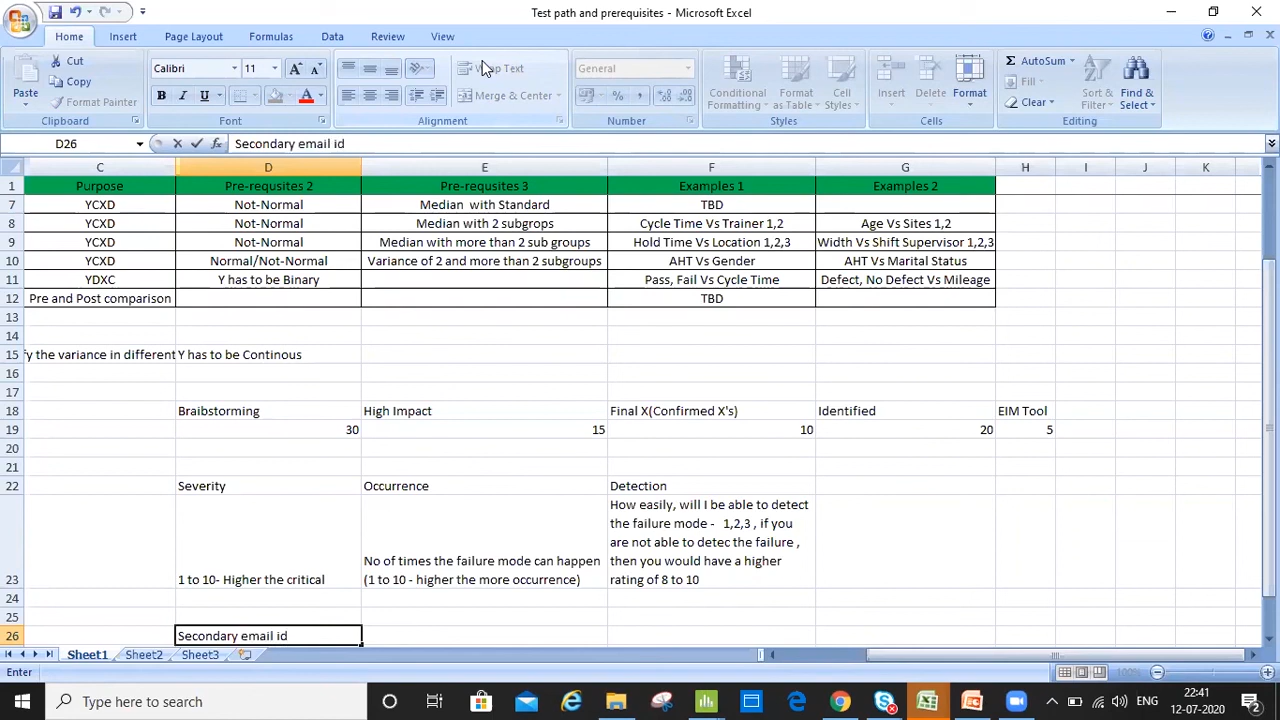 Test path and prerequisites - Microsoft Excel
Home Insert Page Layout Formulas Data Review View
Paste Cut Copy Format Painter Clipboard
Calibri 11 B I U A Font
Wrap Text Merge & Center Alignment
General % , Number
Conditional Formatting Format as Table Cell Styles Styles
Insert Delete Format Cells
Σ AutoSum Fill Clear Sort & Filter Find & Select Editing
D26 fx Secondary email id
C D E F G H I J K
1 Purpose Pre-requsites 2 Pre-requsites 3 Examples 1 Examples 2
7 YCXD Not-Normal Median with Standard TBD
8 YCXD Not-Normal Median with 2 subgrops Cycle Time Vs Trainer 1,2 Age Vs Sites 1,2
9 YCXD Not-Normal Median with more than 2 sub groups Hold Time Vs Location 1,2,3 Width Vs Shift Supervisor 1,2,3
10 YCXD Normal/Not-Normal Variance of 2 and more than 2 subgroups AHT Vs Gender AHT Vs Marital Status
11 YDXC Y has to be Binary Pass, Fail Vs Cycle Time Defect, No Defect Vs Mileage
12 Pre and Post comparison TBD
13
14
15 fy the variance in different Y has to be Continous
16
17
18 Braibstorming High Impact Final X(Confirmed X's) Identified EIM Tool
19 30 15 10 20 5
20
21
22 Severity Occurrence Detection
23 1 to 10- Higher the critical
No of times the failure mode can happen
(1 to 10 - higher the more occurrence)
How easily, will I be able to detect
the failure mode - 1,2,3 , if you
are not able to detec the failure ,
then you would have a higher
rating of 8 to 10
24
25
26 Secondary email id
Sheet1 Sheet2 Sheet3
Enter 100%
Type here to search
ENG 22:41
12-07-2020
2